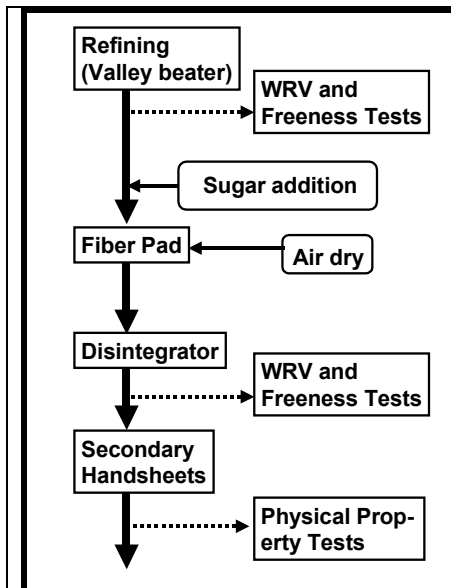 Refining
(Valley beater)
WRV and
Freeness Tests
Sugar addition
Fiber Pad
Air dry
Disintegrator
WRV and
Freeness Tests
Secondary
Handsheets
Physical Prop-
erty Tests